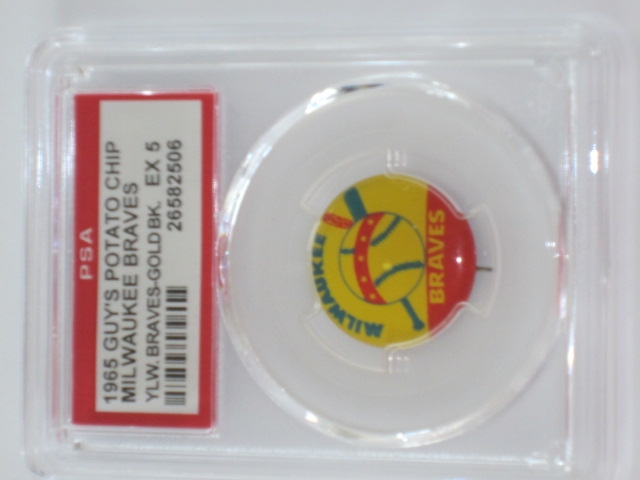 PSA
1965 GUY'S POTATO CHIP
MILWAUKEE BRAVES
YLW. BRAVES-GOLD BK. EX 5
26582506
MILWAUKEE
BRAVES